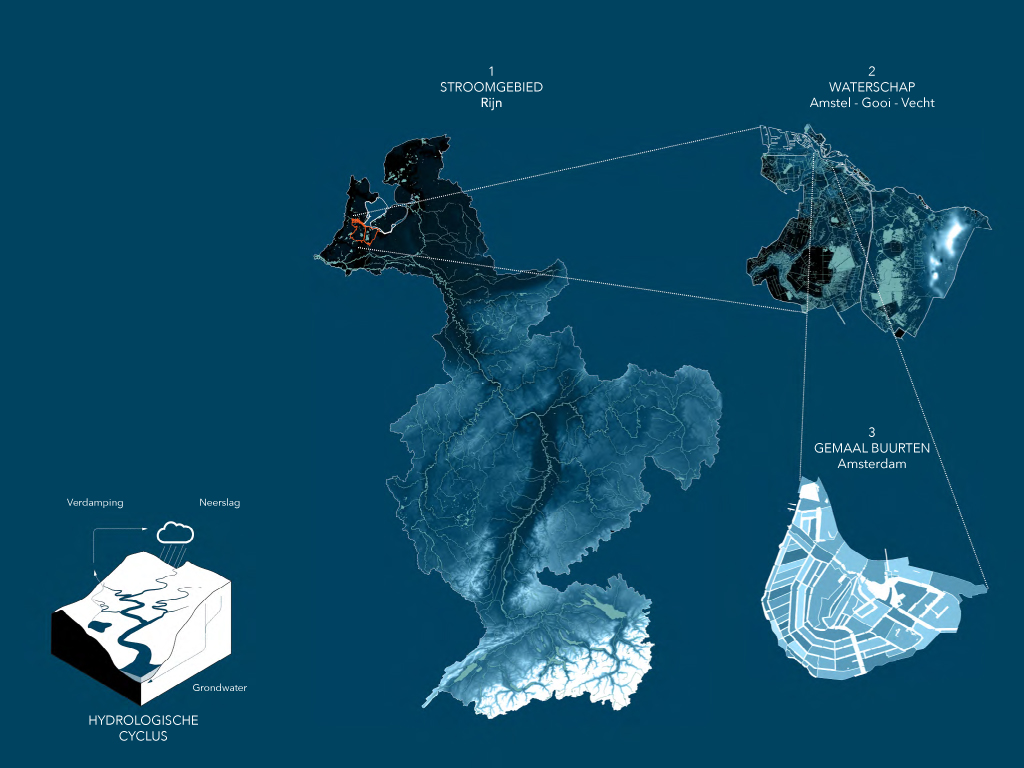 1
STROOMGEBIED
Rijn
2
WATERSCHAP
Amstel - Gooi - Vecht
3
GEMAAL BUURTEN
Amsterdam
Verdamping
Neerslag
Grondwater
HYDROLOGISCHE
CYCLUS